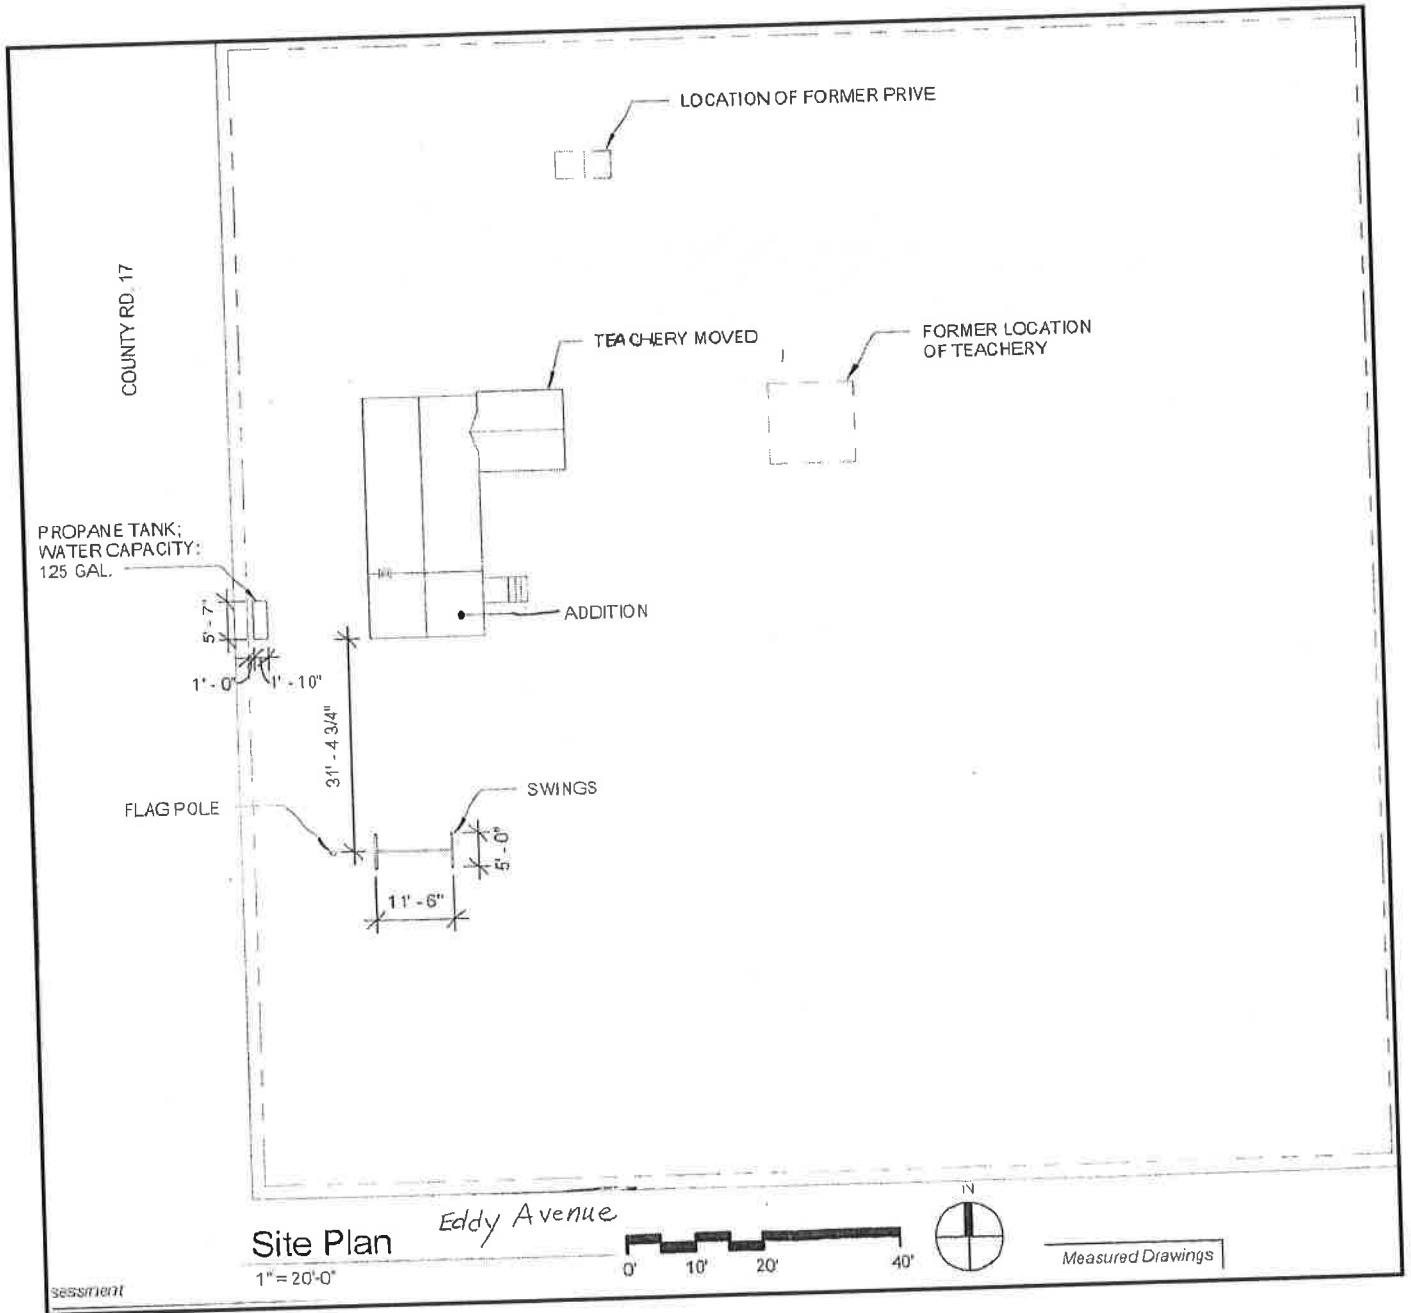 LOCATION OF FORMER PRIVE
COUNTY RD. 17
TEACHERY MOVED
FORMER LOCATION
OF TEACHERY
PROPANE TANK;
WATER CAPACITY:
125 GAL.
5' - 7"
ADDITION
1' - 0"
1' - 10"
31' - 4 3/4"
SWINGS
FLAG POLE
5' - 0"
11' - 6"
Eddy Avenue
Site Plan
1" = 20'-0"
0'
10'
20'
40'
N
Measured Drawings
sessment